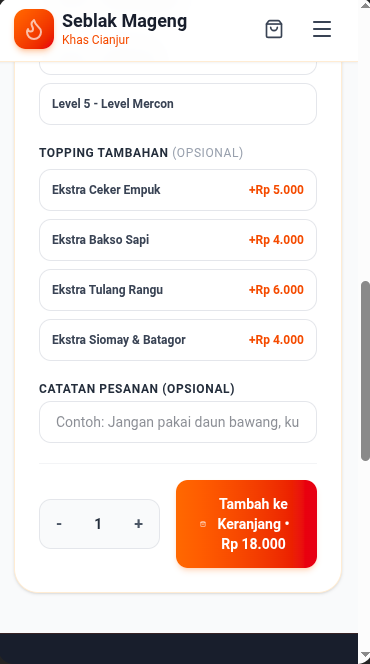 Seblak Mageng
Khas Cianjur
Level 5 - Level Mercon
TOPPING TAMBAHAN (OPSIONAL)
Ekstra Ceker Empuk +Rp 5.000
Ekstra Bakso Sapi +Rp 4.000
Ekstra Tulang Rangu +Rp 6.000
Ekstra Siomay & Batagor +Rp 4.000
CATATAN PESANAN (OPSIONAL)
Contoh: Jangan pakai daun bawang, ku
- 1 +
Tambah ke
Keranjang •
Rp 18.000